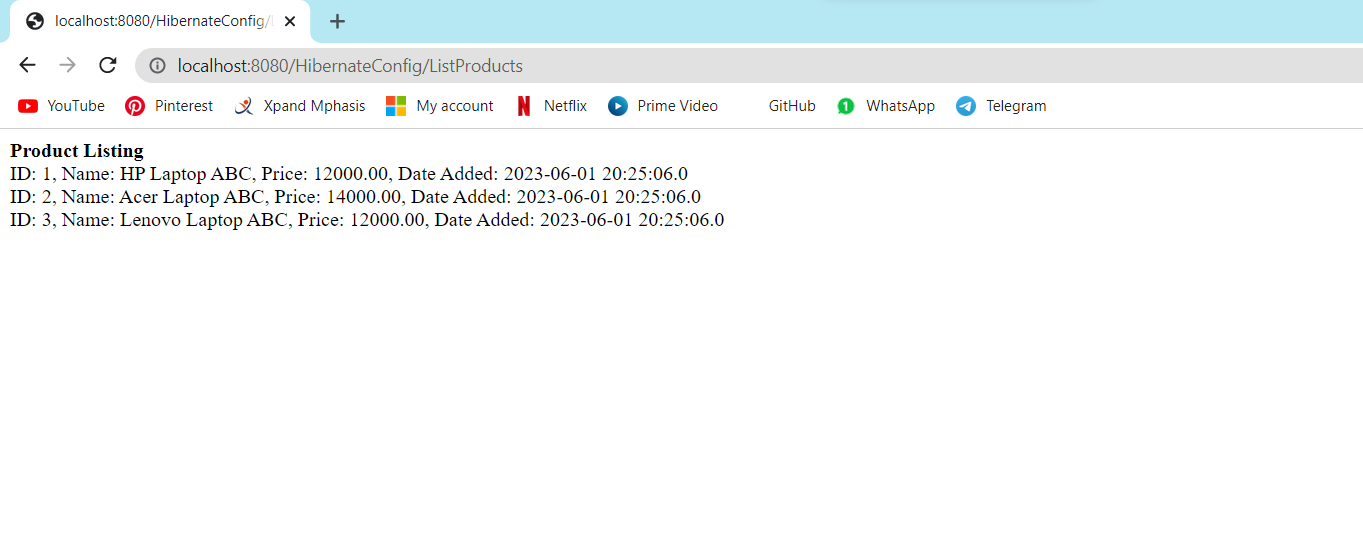 localhost:8080/HibernateConfig/
localhost:8080/HibernateConfig/ListProducts
YouTube Pinterest Xpand Mphasis My account Netflix Prime Video GitHub 1 WhatsApp Telegram
Product Listing
ID: 1, Name: HP Laptop ABC, Price: 12000.00, Date Added: 2023-06-01 20:25:06.0
ID: 2, Name: Acer Laptop ABC, Price: 14000.00, Date Added: 2023-06-01 20:25:06.0
ID: 3, Name: Lenovo Laptop ABC, Price: 12000.00, Date Added: 2023-06-01 20:25:06.0